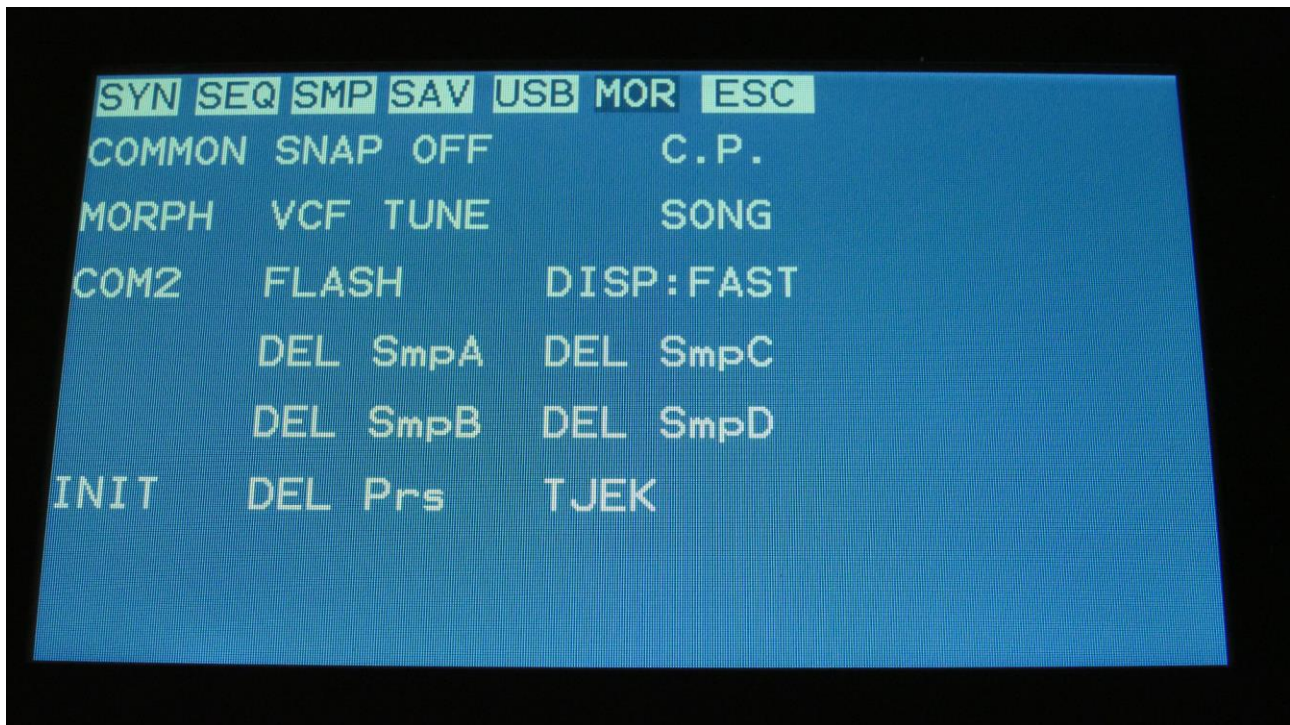 SYN SEQ SMP SAV USB MOR ESC
COMMON SNAP OFF C.P.
MORPH VCF TUNE SONG
COM2 FLASH DISP:FAST
DEL SmpA DEL SmpC
DEL SmpB DEL SmpD
INIT DEL Prs TJEK